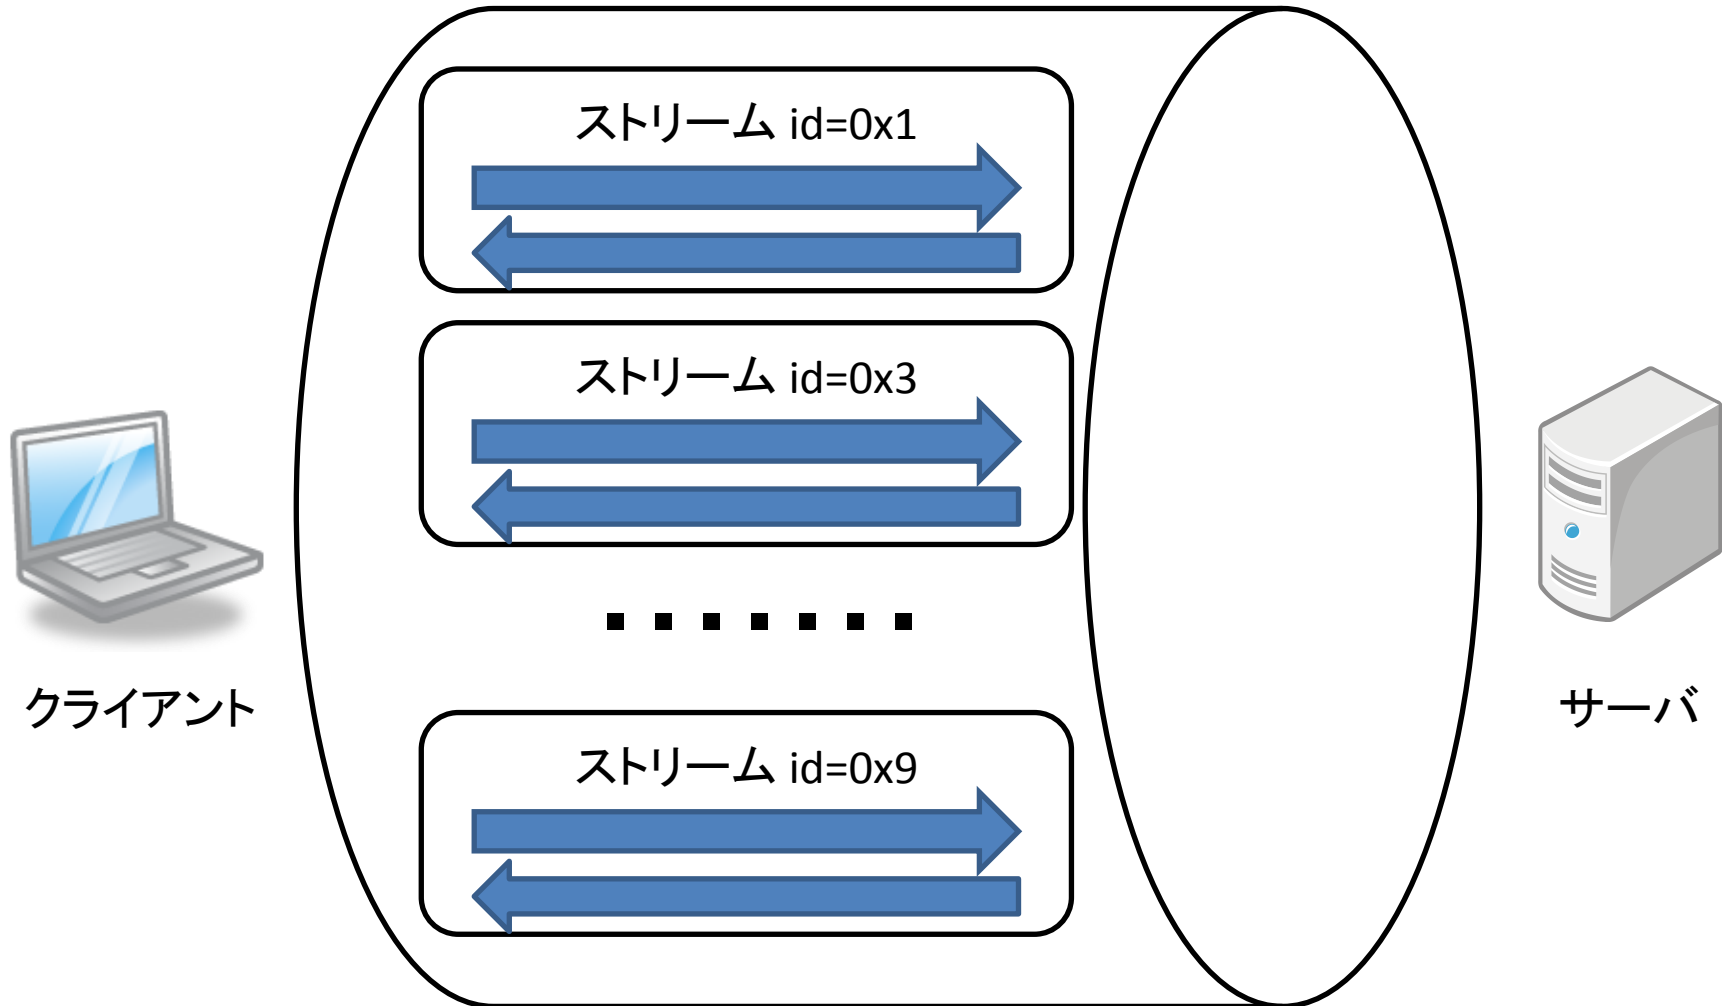 ストリーム id=0x1
ストリーム id=0x3
クライアント
サーバ
ストリーム id=0x9